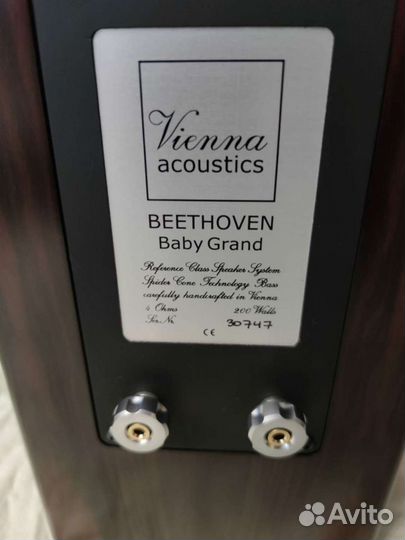 Vienna
acoustics
BEETHOVEN
Baby Grand
Reference Class Speaker System
Spider Cone Technology Bass
carefully handcrafted in Vienna
4 Ohms 200 Watts
Ser. Nr. 30747
CE
Avito